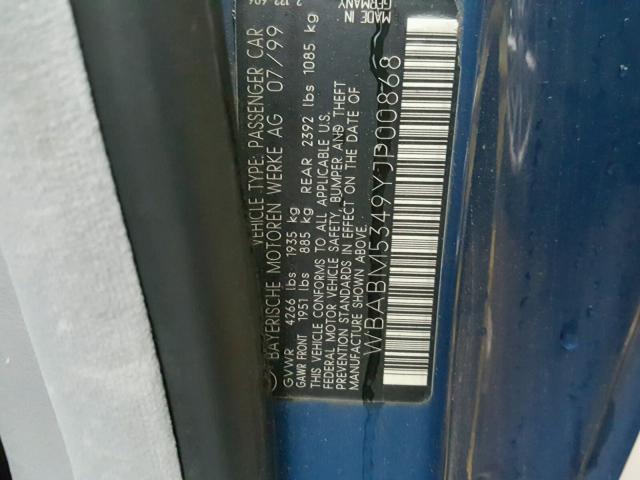 VEHICLE TYPE: PASSENGER CAR
BAYERISCHE MOTOREN WERKE AG 07/99
GVWR 4266 lbs 1935 kg
GAWR FRONT 1951 lbs 885 kg REAR 2392 lbs 1085 kg
THIS VEHICLE CONFORMS TO ALL APPLICABLE U.S.
FEDERAL MOTOR VEHICLE SAFETY, BUMPER AND THEFT
PREVENTION STANDARDS IN EFFECT ON THE DATE OF
MANUFACTURE SHOWN ABOVE.
MADE IN
GERMANY
WBABM5349YJP00868